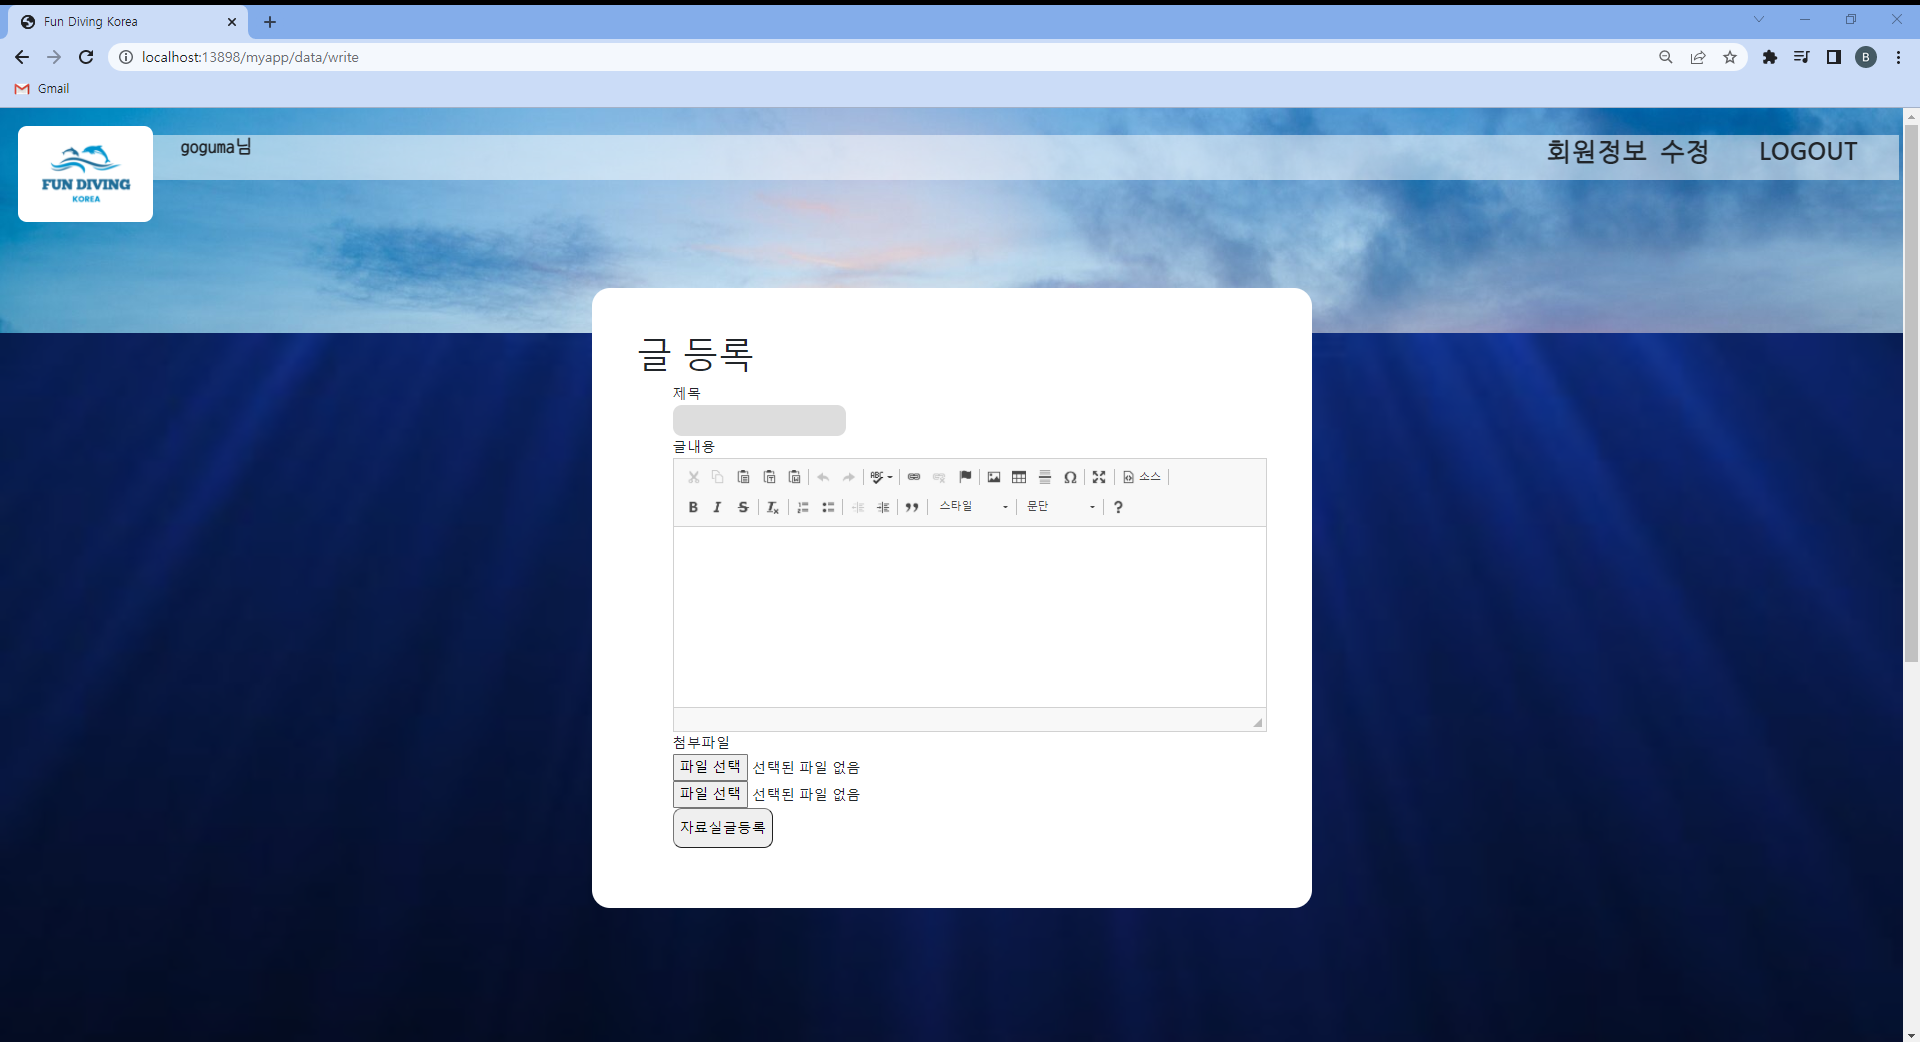 Fun Diving Korea
localhost:13898/myapp/data/write
B
Gmail
FUN DIVING
KOREA
goguma님
회원정보 수정 LOGOUT
글 등록
제목
글내용
ABC Ω 소스
B I S Tx 스타일 문단 ?
첨부파일
파일 선택 선택된 파일 없음
파일 선택 선택된 파일 없음
자료실글등록